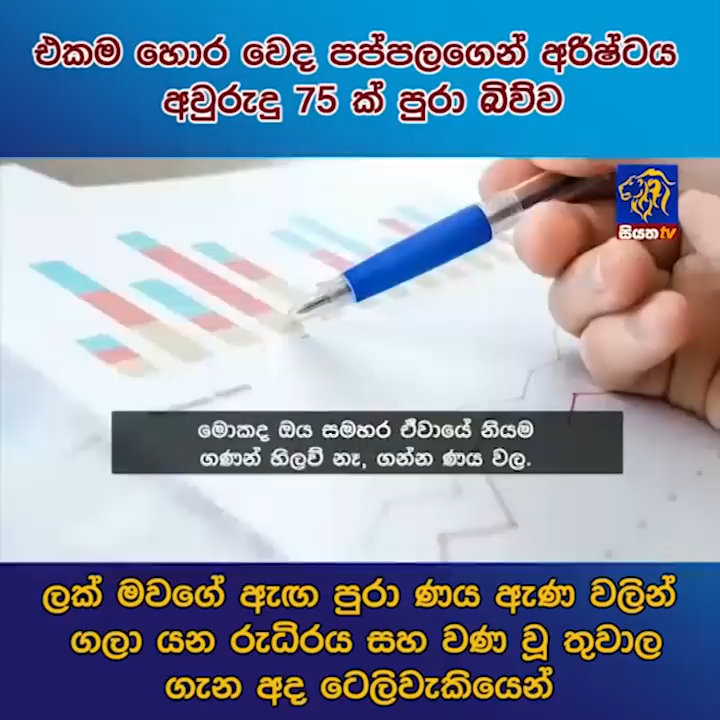 එකම හොර වෙද පප්පලගෙන් අරිෂ්ටය
අවුරුදු 75 ක් පුරා බිව්ව
සියත tv
මොකද ඔය සමහර ඒවායේ නියම
ගණන් හිලව් නෑ, ගන්න ණය වල.
ලක් මවගේ ඇඟ පුරා ණය ඇණ වලින්
ගලා යන රුධිරය සහ වණ වූ තුවාල
ගැන අද ටෙලිවැකියෙන්